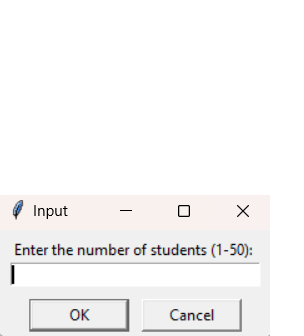 Input
Enter the number of students (1-50):
OK Cancel